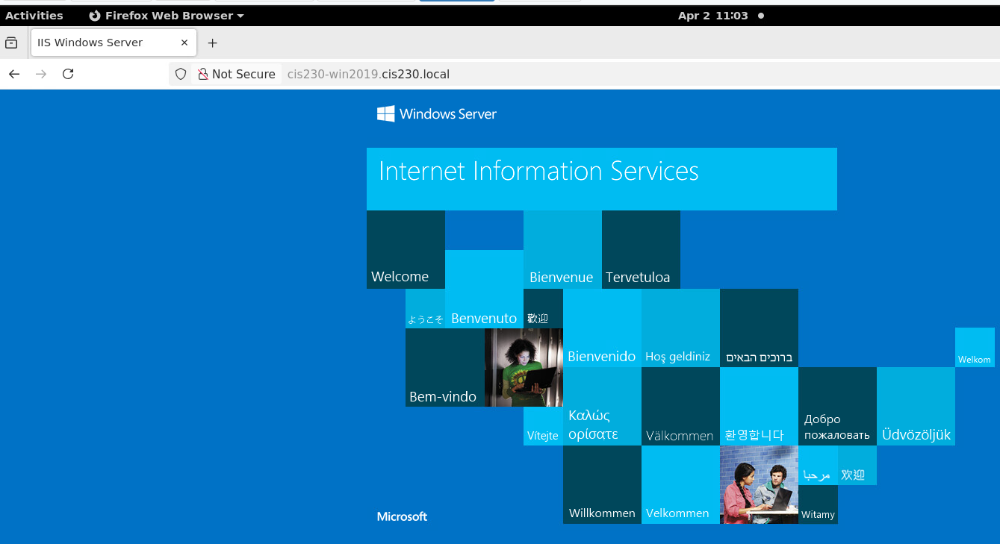 Activities
Firefox Web Browser
Apr 2 11:03
IIS Windows Server
Not Secure
cis230-win2019.cis230.local
Windows Server
Internet Information Services
Welcome
Bienvenue
Tervetuloa
ようこそ
Benvenuto
歡迎
Bienvenido
Hoş geldiniz
ברוכים הבאים
Welkom
Bem-vindo
Vítejte
Καλώς
ορίσατε
Välkommen
환영합니다
Добро
пожаловать
Üdvözöljük
مرحبا
欢迎
Willkommen
Velkommen
Witamy
Microsoft